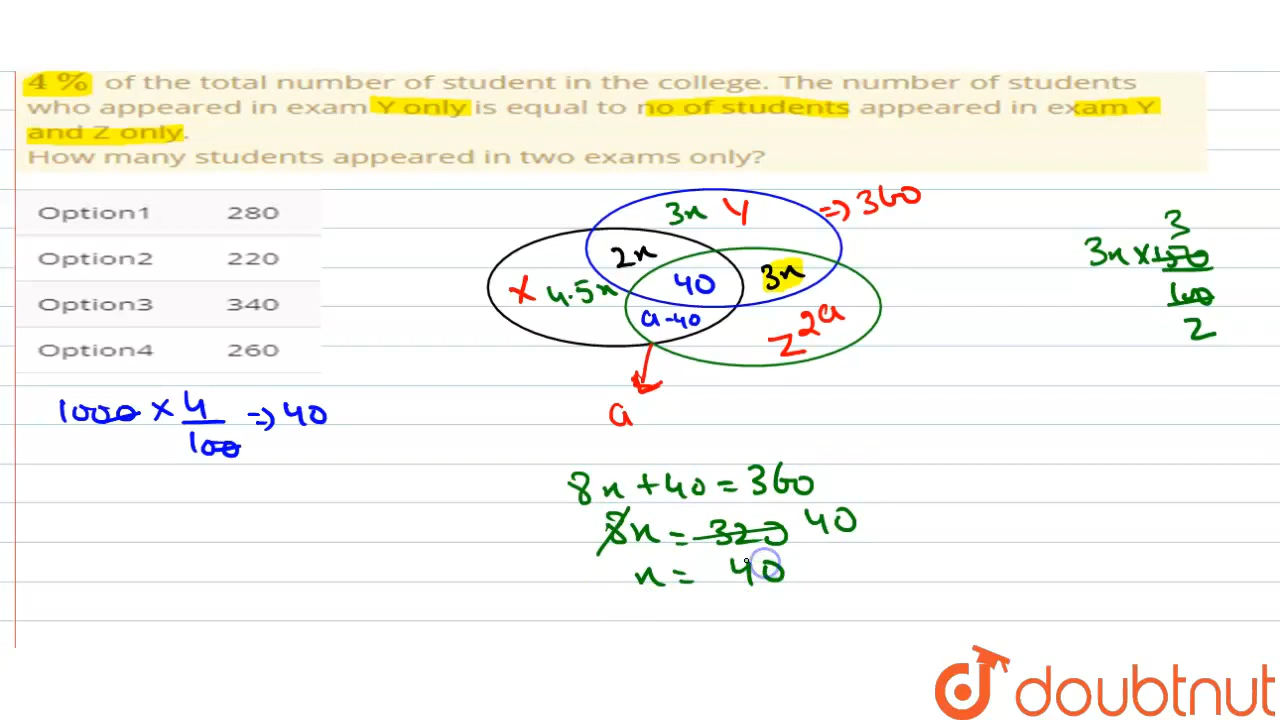 4 % of the total number of student in the college. The number of students
who appeared in exam Y only is equal to no of students appeared in exam Y
and Z only.
How many students appeared in two exams only?
Option1 280
Option2 220
Option3 340
Option4 260
1000 × 4/100 => 40
3x Y => 360
2x
X 4.5x 40 3x
a-40
Z 2a
a
3
3x × 150
100
2
8x + 40 = 360
8x = 320 40
x = 40
doubtnut